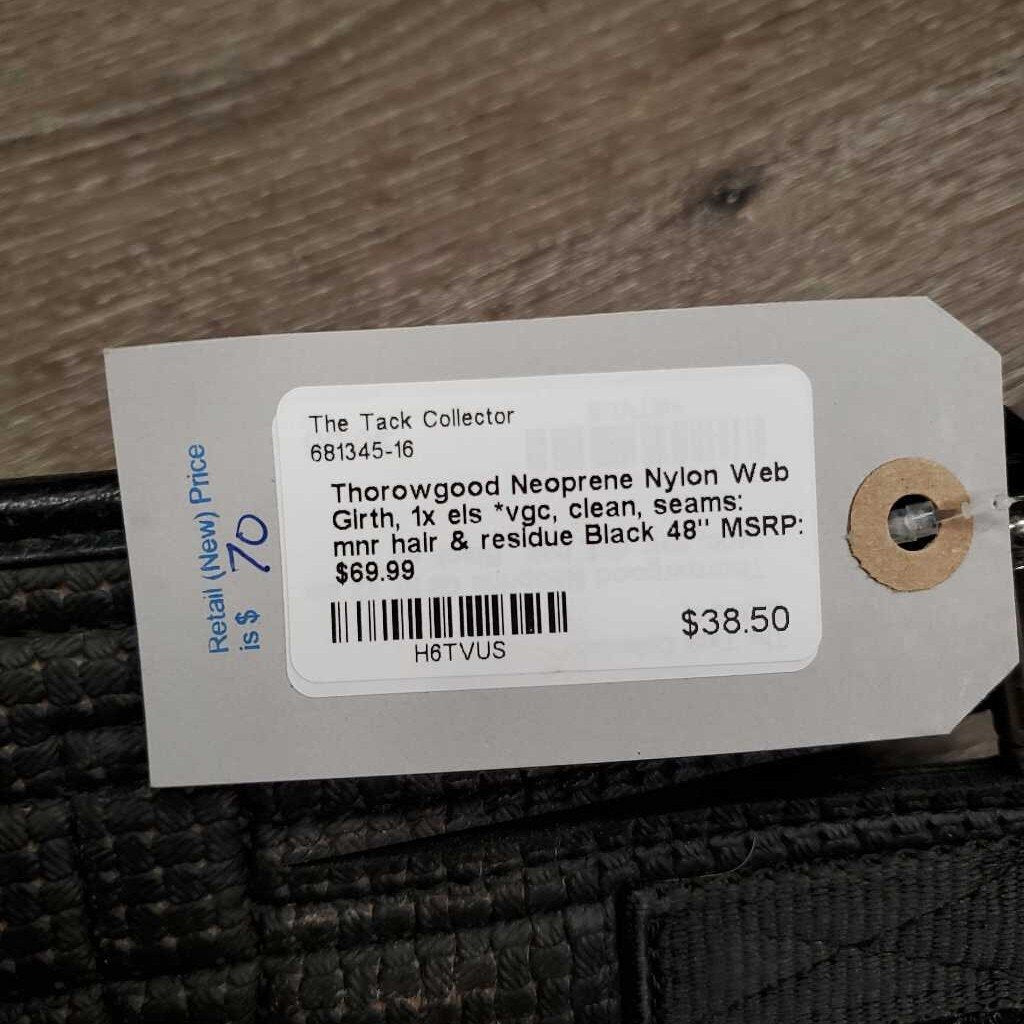 The Tack Collector
681345-16
Thorowgood Neoprene Nylon Web
Girth, 1x els *vgc, clean, seams:
mnr hair & residue Black 48" MSRP:
$69.99
$38.50
H6TVUS
Retail (New) Price
is $ 70